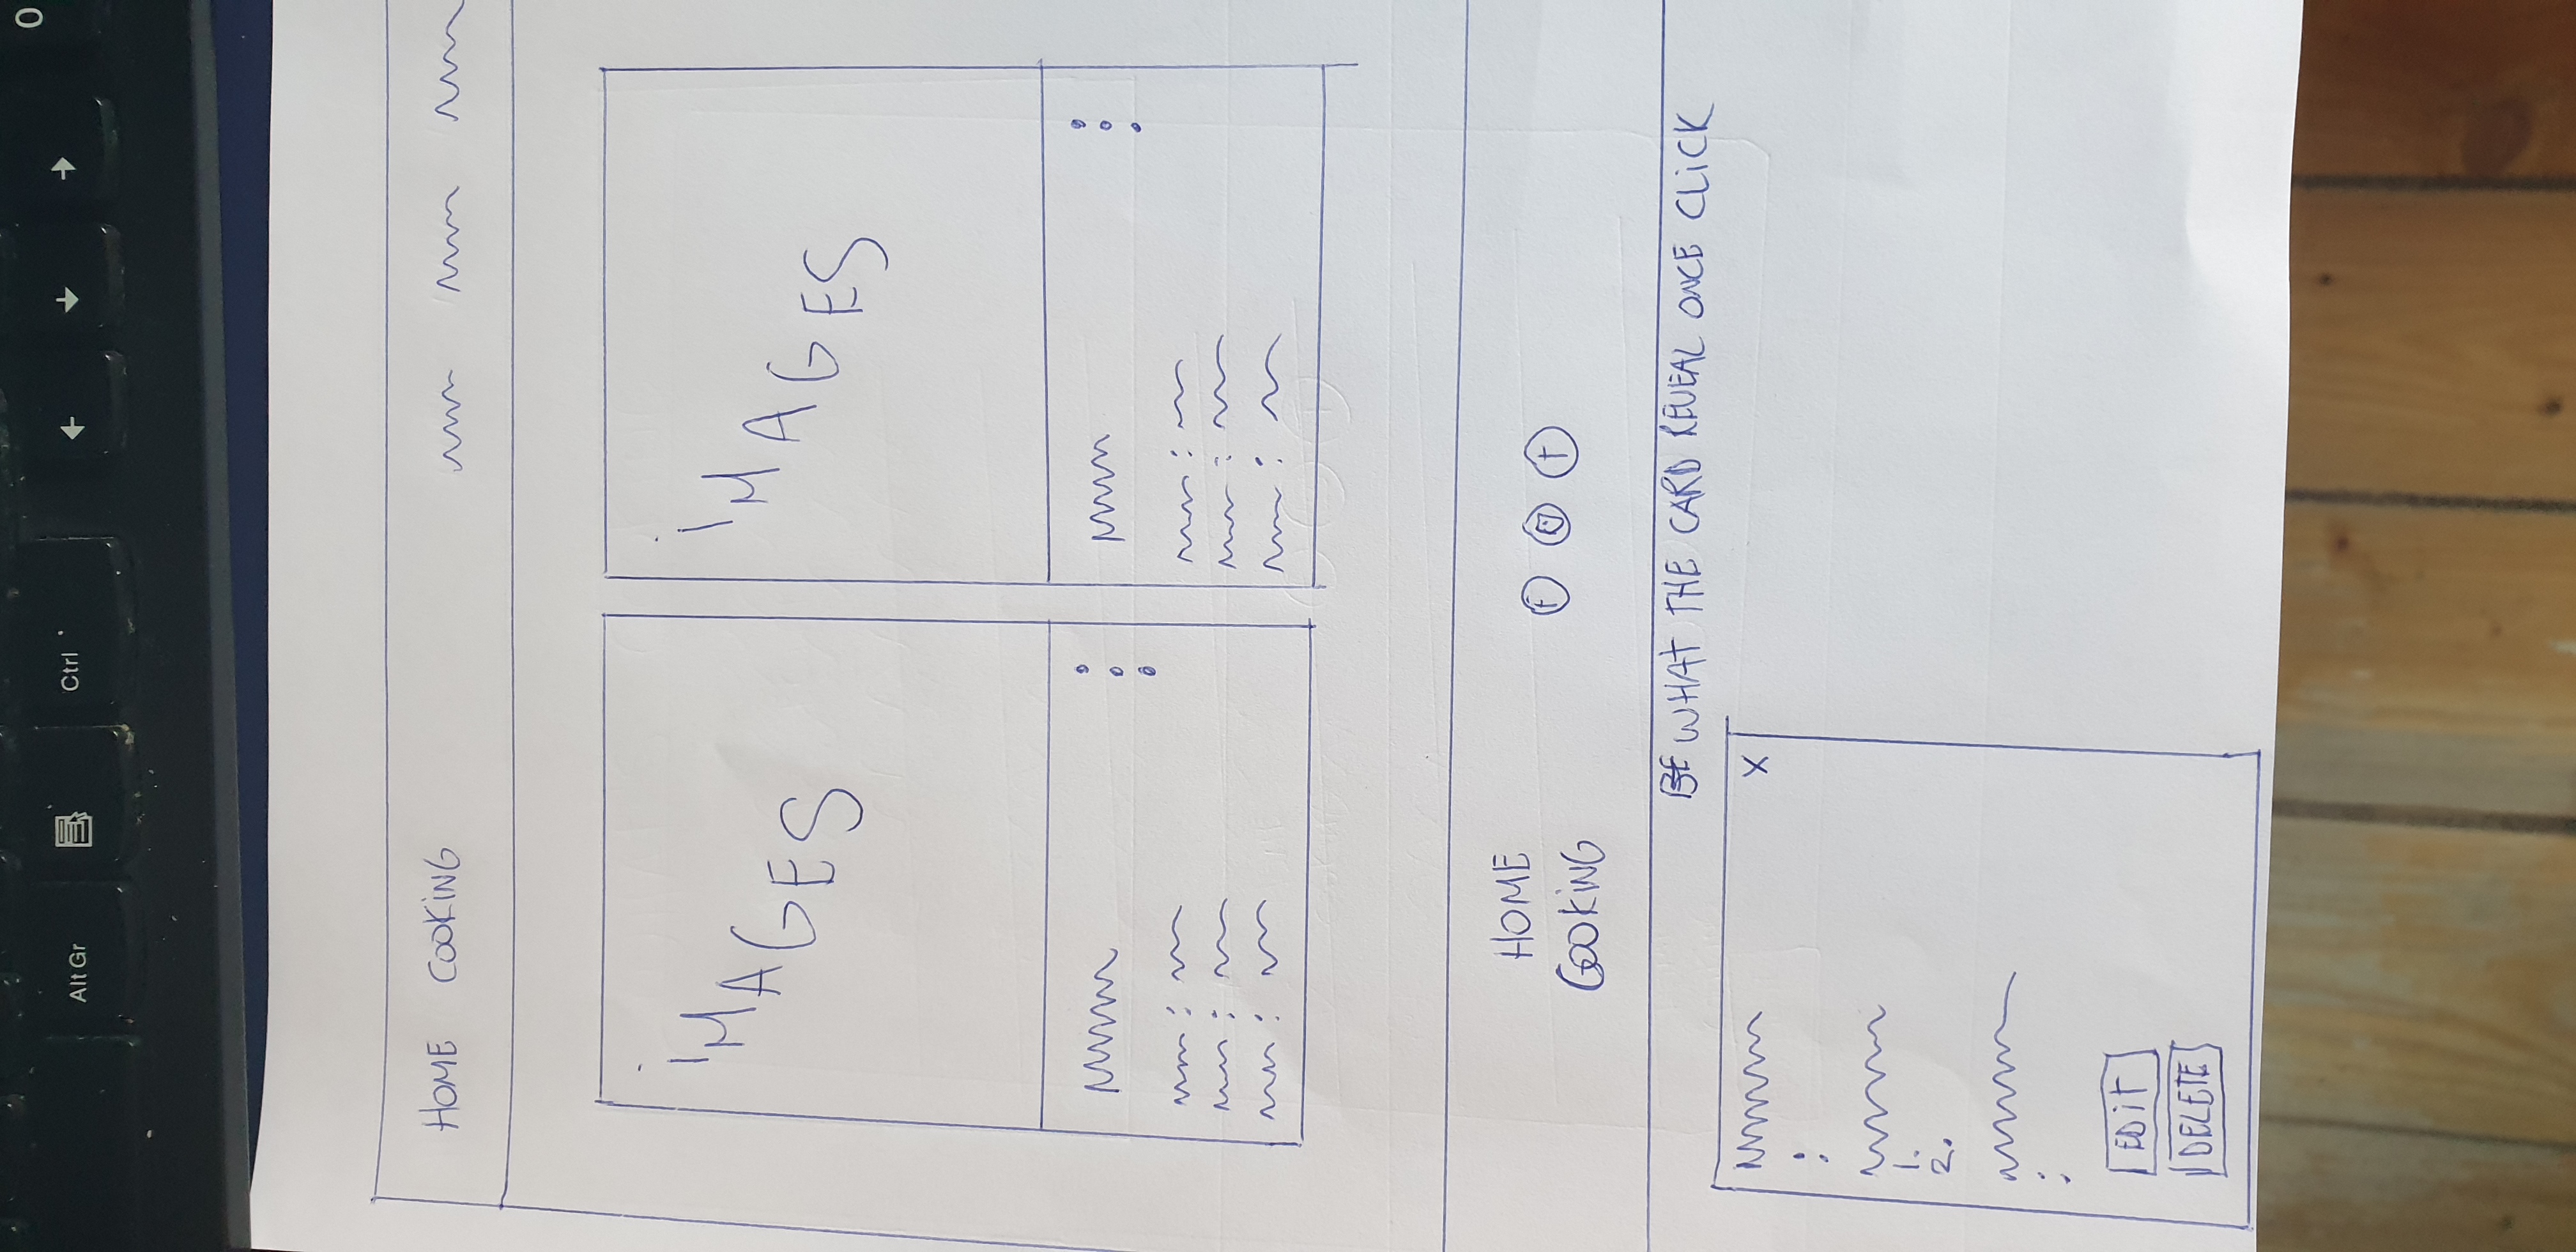 Alt Gr
Ctrl
0
HOME COOKING
iMAGES
iMAGES
HOME
COOKING
WHAT THE CARD REVEAL ONCE CLiCK
X
:
1.
2.
:
EDiT
DELETE